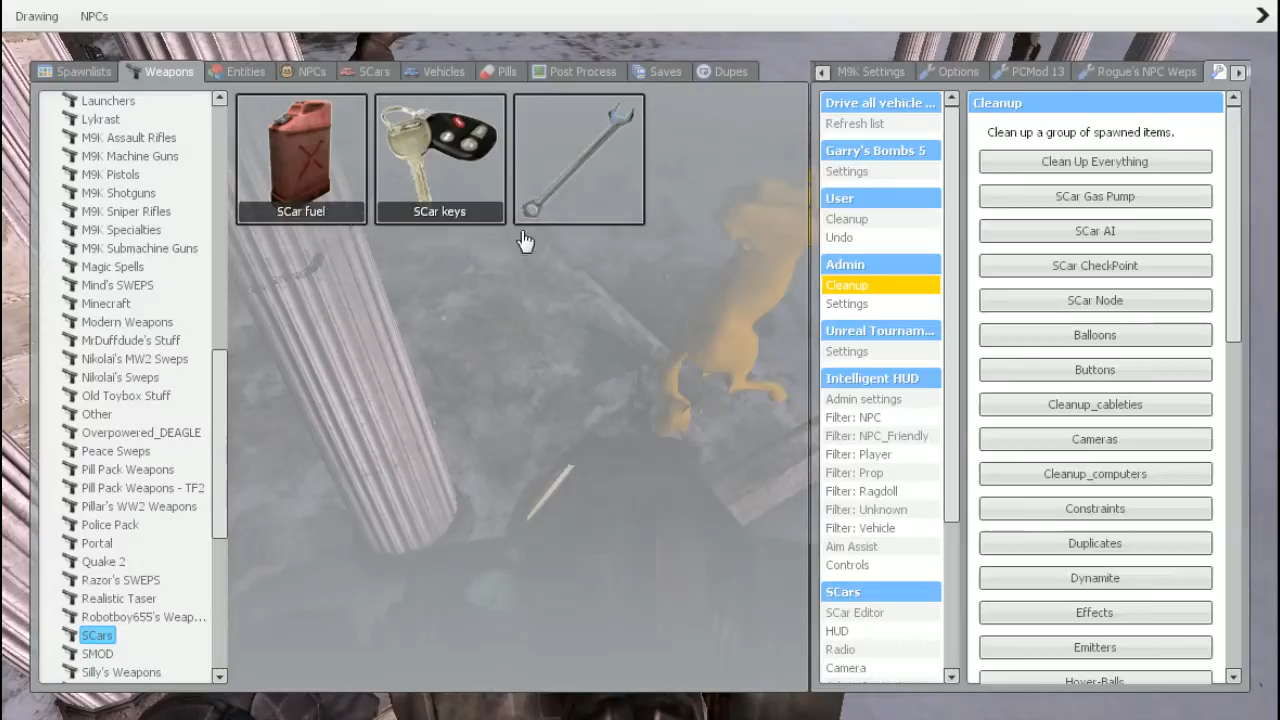 Drawing NPCs
Spawnlists Weapons Entities NPCs SCars Vehicles Pills Post Process Saves Dupes
M9K Settings Options PCMod 13 Rogue's NPC Weps
Launchers
Lykrast
M9K Assault Rifles
M9K Machine Guns
M9K Pistols
M9K Shotguns
M9K Sniper Rifles
M9K Specialties
M9K Submachine Guns
Magic Spells
Mind's SWEPS
Minecraft
Modern Weapons
MrDuffdude's Stuff
Nikolai's MW2 Sweps
Nikolai's Sweps
Old Toybox Stuff
Other
Overpowered_DEAGLE
Peace Sweps
Pill Pack Weapons
Pill Pack Weapons - TF2
Pillar's WW2 Weapons
Police Pack
Portal
Quake 2
Razor's SWEPS
Realistic Taser
Robotboy655's Weap...
SCars
SMOD
Silly's Weapons
SCar fuel
SCar keys
Drive all vehicle ...
Refresh list
Garry's Bombs 5
Settings
User
Cleanup
Undo
Admin
Cleanup
Settings
Unreal Tournam...
Settings
Intelligent HUD
Admin settings
Filter: NPC
Filter: NPC_Friendly
Filter: Player
Filter: Prop
Filter: Ragdoll
Filter: Unknown
Filter: Vehicle
Aim Assist
Controls
SCars
SCar Editor
HUD
Radio
Camera
Cleanup
Clean up a group of spawned items.
Clean Up Everything
SCar Gas Pump
SCar AI
SCar CheckPoint
SCar Node
Balloons
Buttons
Cleanup_cableties
Cameras
Cleanup_computers
Constraints
Duplicates
Dynamite
Effects
Emitters
Hover-Balls